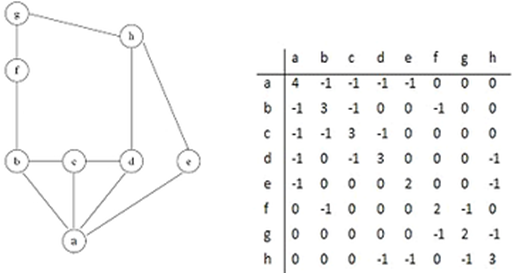 g
h
f
b c d e
a
a b c d e f g h
a 4 -1 -1 -1 -1 0 0 0
b -1 3 -1 0 0 -1 0 0
c -1 -1 3 -1 0 0 0 0
d -1 0 -1 3 0 0 0 -1
e -1 0 0 0 2 0 0 -1
f 0 -1 0 0 0 2 -1 0
g 0 0 0 0 0 -1 2 -1
h 0 0 0 -1 -1 0 -1 3